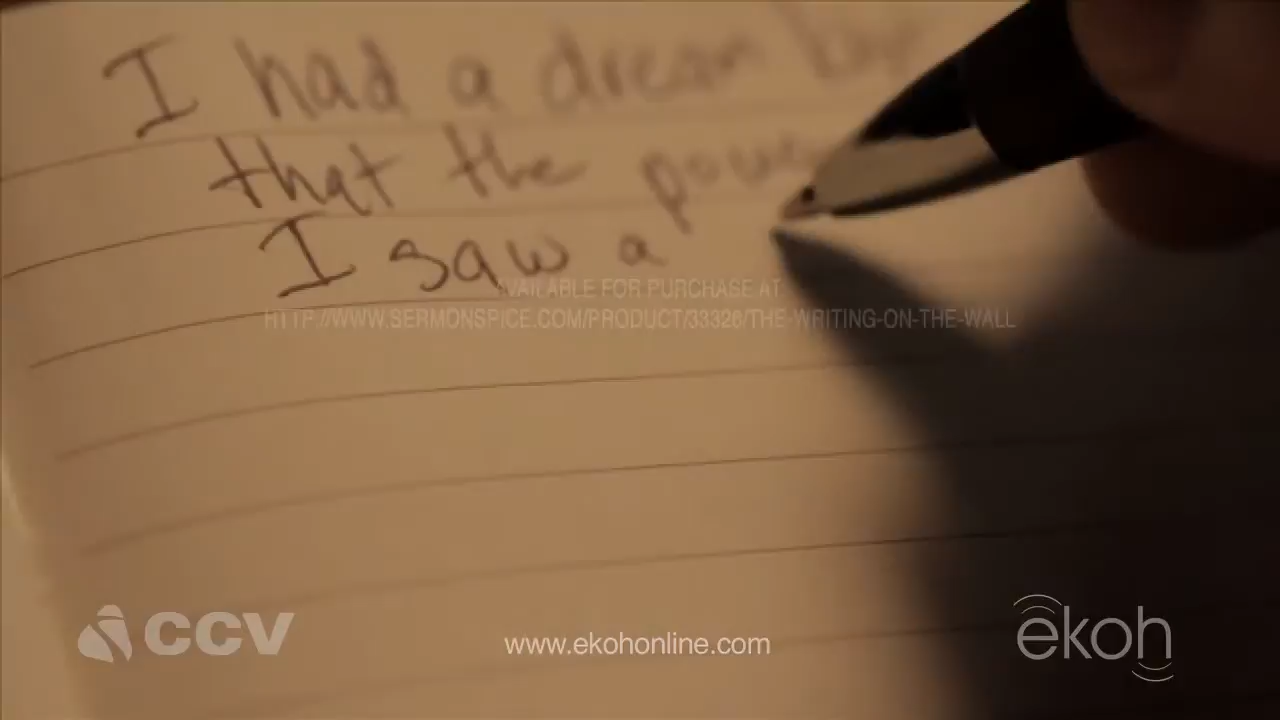 I had a dream
that the
I saw a
AVAILABLE FOR PURCHASE AT
HTTP://WWW.SERMONSPICE.COM/PRODUCT/33326/THE-WRITING-ON-THE-WALL
CCV
www.ekohonline.com
ekoh